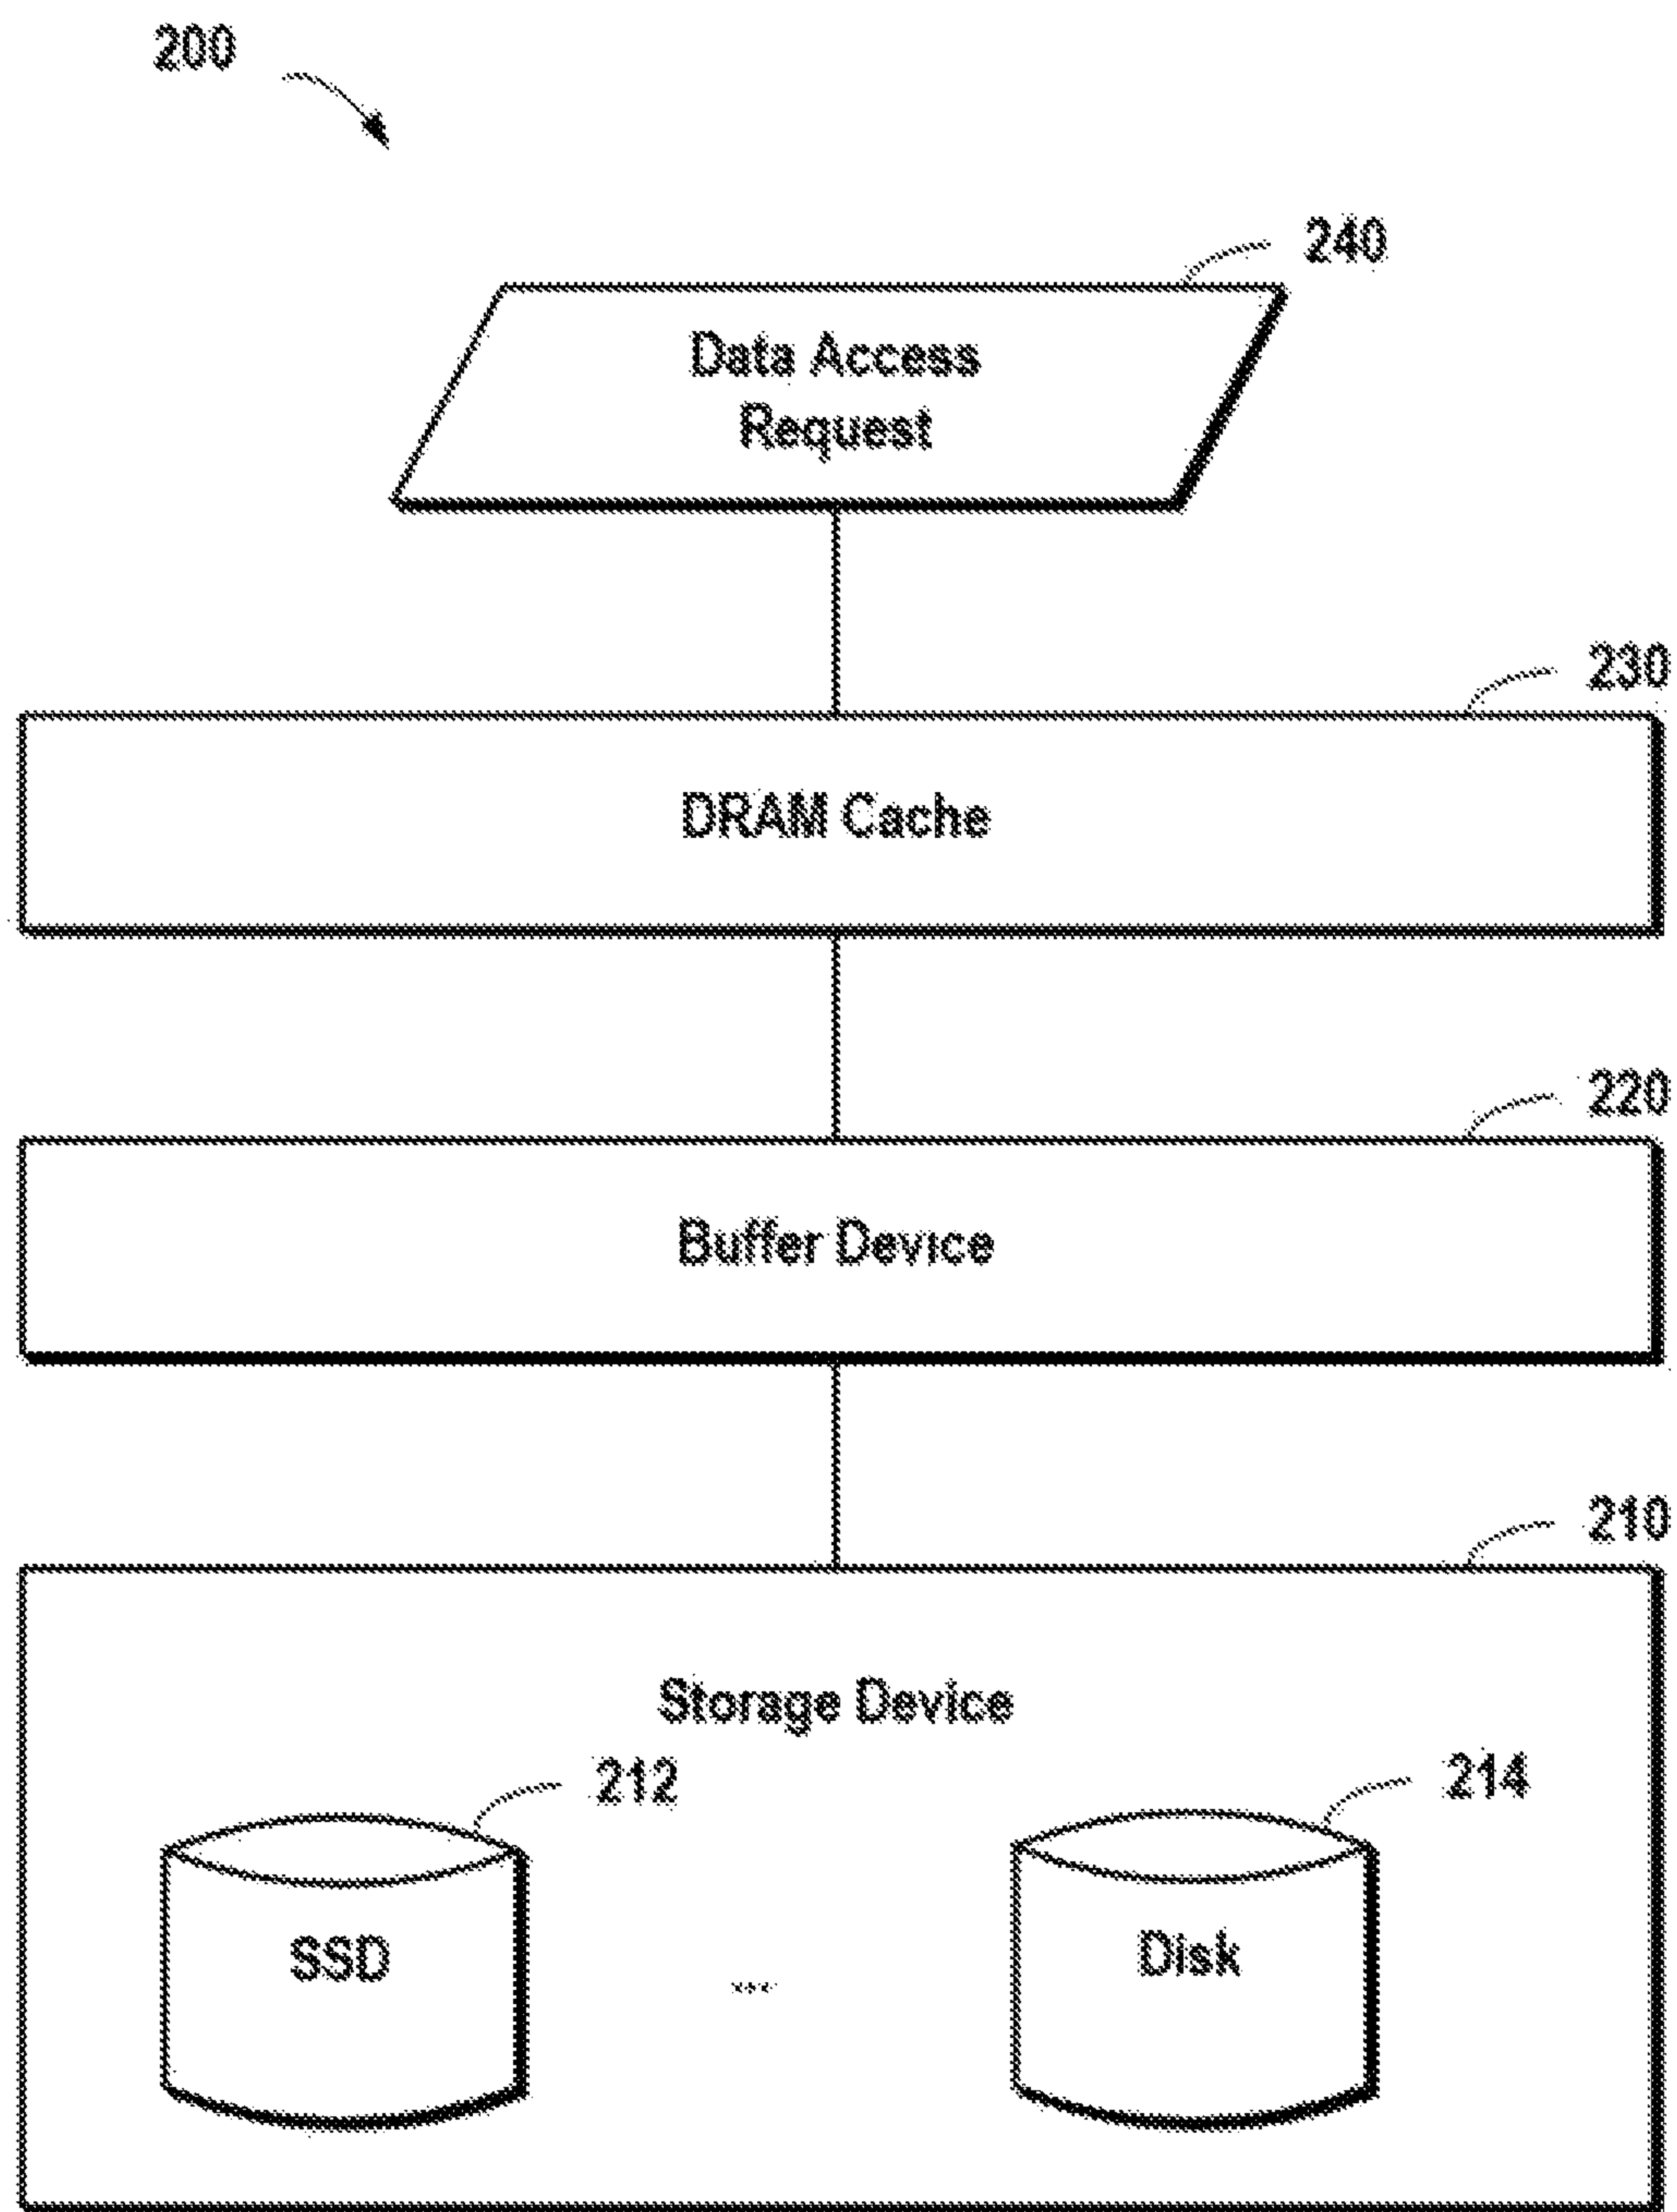 200
240
Data Access
Request
230
DRAM Cache
220
Buffer Device
210
Storage Device
212
214
SSD
...
Disk